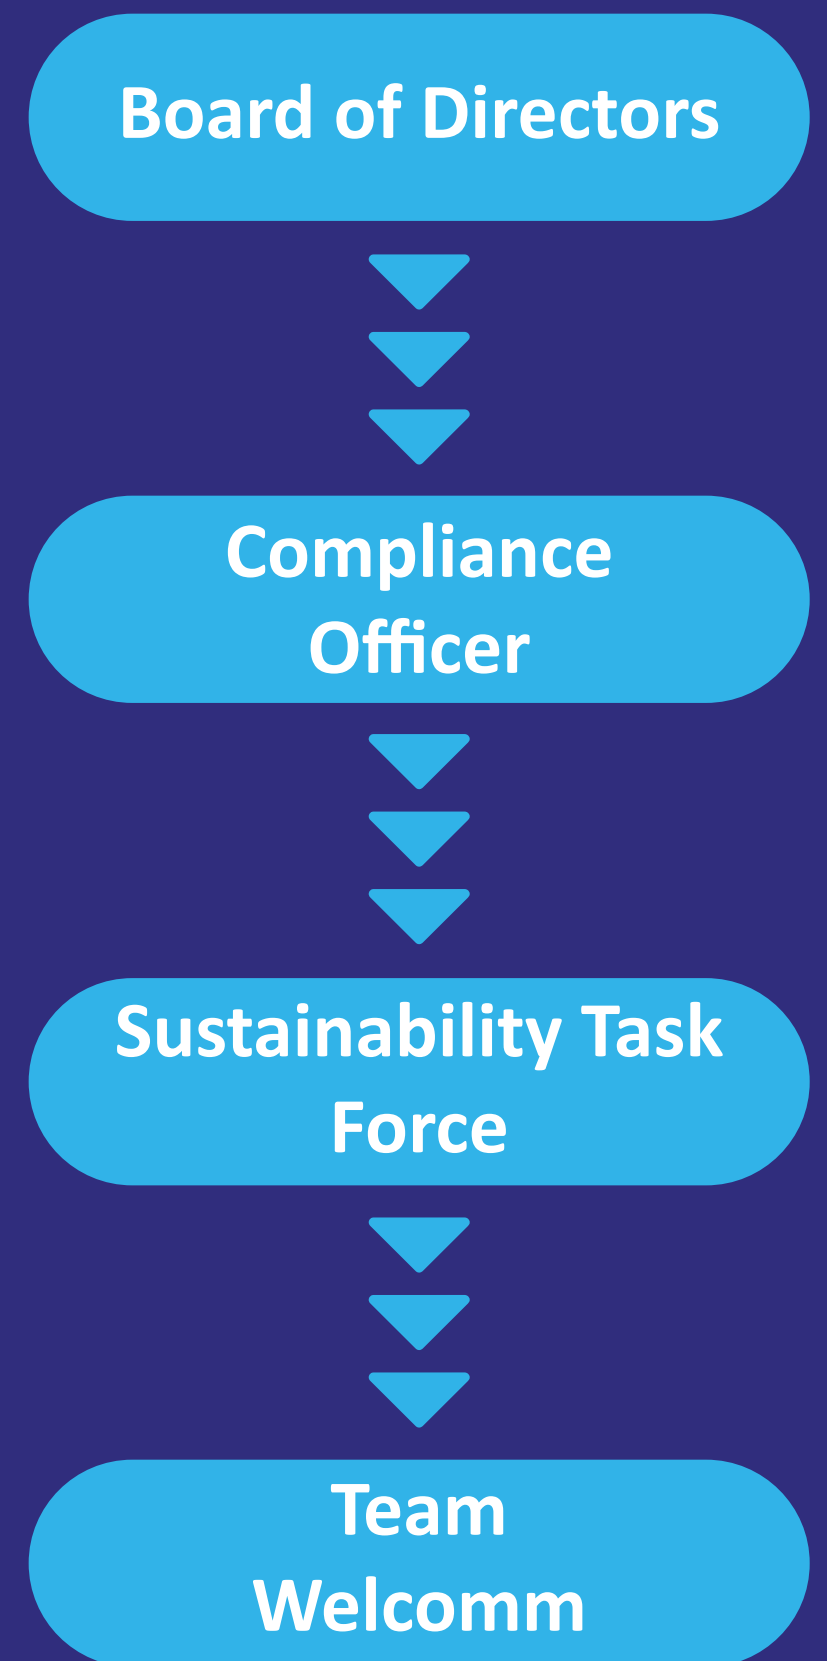 Board of Directors
Compliance
Officer
Sustainability Task
Force
Team
Welcomm